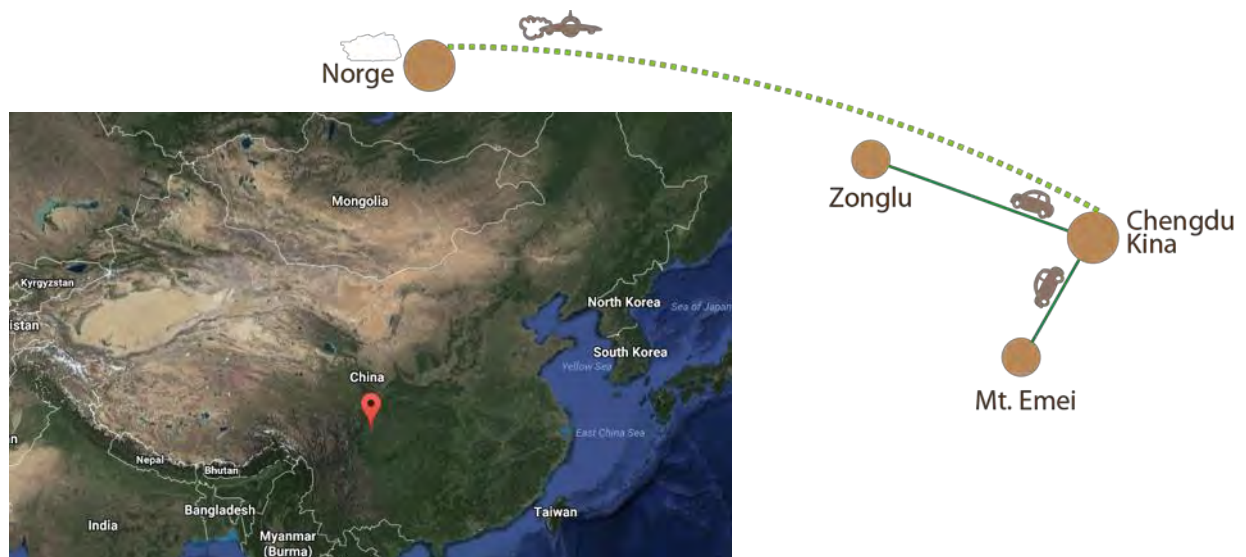 Norge
Zonglu
Chengdu
Kina
Mt. Emei
Mongolia
Kyrgyzstan
istan
North Korea
Sea of Japan
South Korea
Yellow Sea
China
East China Sea
an
Nepal
Bhutan
Bangladesh
India
Myanmar
(Burma)
Taiwan